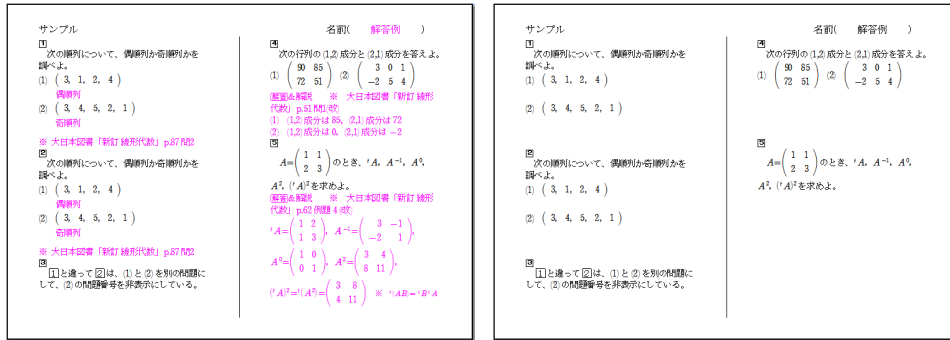 サンプル
名前( 解答例 )
1
次の順列について、偶順列か奇順列かを
調べよ。
(1) ( 3, 1, 2, 4 )
偶順列
(2) ( 3, 4, 5, 2, 1 )
奇順列
※ 大日本図書「新訂 線形代数」p.87 問2
2
次の順列について、偶順列か奇順列かを
調べよ。
(1) ( 3, 1, 2, 4 )
偶順列
(2) ( 3, 4, 5, 2, 1 )
奇順列
※ 大日本図書「新訂 線形代数」p.87 問2
3
1 と違って 2 は、(1) と (2) を別の問題に
して、(2) の問題番号を非表示にしている。
4
次の行列の (1,2) 成分と (2,1) 成分を答えよ。
(1) ( 90 85 (2) ( 3 0 1
72 51 ) −2 5 4 )
解答&解説 ※ 大日本図書「新訂 線形
代数」p.51 問1(改)
(1) (1,2) 成分は 85, (2,1) 成分は 72
(2) (1,2) 成分は 0, (2,1) 成分は −2
5
A=( 1 1
2 3 ) のとき、 ᵗA, A⁻¹, A⁰,
A², (ᵗA)² を求めよ。
解答&解説 ※ 大日本図書「新訂 線形
代数」p.62 例題 4 (改)
ᵗA=( 1 2 ), A⁻¹=( 3 −1 ),
1 3 −2 1
A⁰=( 1 0 ), A²=( 3 4 ),
0 1 8 11
(ᵗA)²=ᵗ(A²)=( 3 8 ) ※ ᵗ(AB)=ᵗBᵗA
4 11
サンプル
名前( 解答例 )
1
次の順列について、偶順列か奇順列かを
調べよ。
(1) ( 3, 1, 2, 4 )
(2) ( 3, 4, 5, 2, 1 )
2
次の順列について、偶順列か奇順列かを
調べよ。
(1) ( 3, 1, 2, 4 )
(2) ( 3, 4, 5, 2, 1 )
3
1 と違って 2 は、(1) と (2) を別の問題に
して、(2) の問題番号を非表示にしている。
4
次の行列の (1,2) 成分と (2,1) 成分を答えよ。
(1) ( 90 85 (2) ( 3 0 1
72 51 ) −2 5 4 )
5
A=( 1 1
2 3 ) のとき、 ᵗA, A⁻¹, A⁰,
A², (ᵗA)² を求めよ。